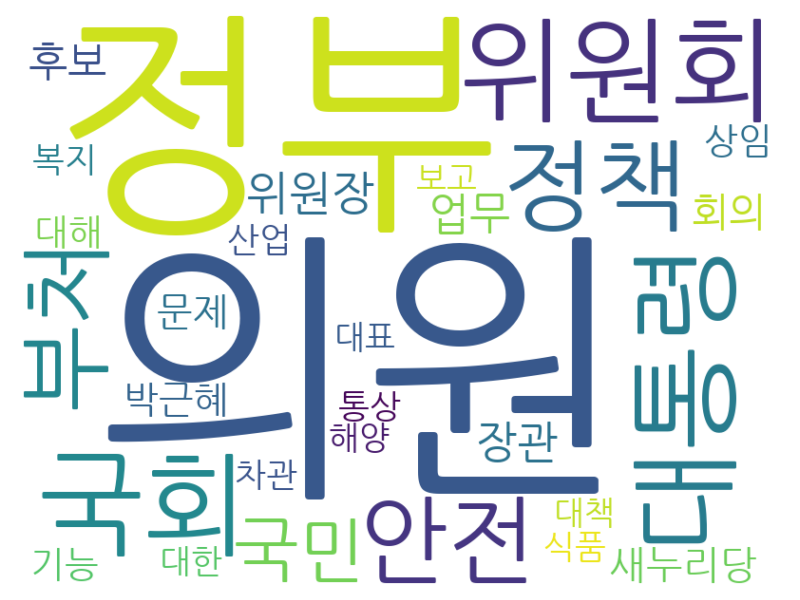 후보
정부
위원회
복지
위원장
보고
정책
상임
대해
산업
업무
회의
부처
의원
문제
대표
대통령
박근혜
통상
해양
장관
국회
차관
국민
안전
대책
기능
대한
식품
새누리당